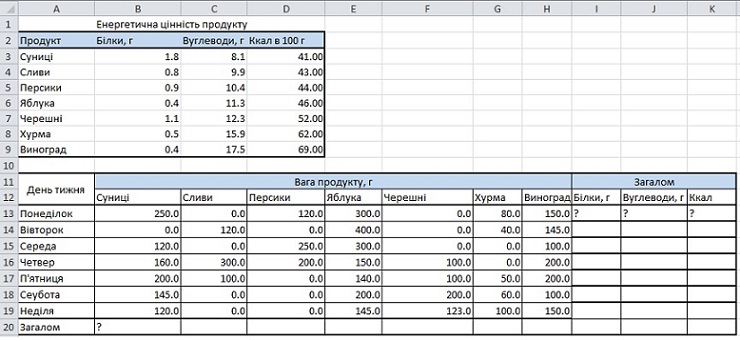 A B C D E F G H I J K
1 Енергетична цінність продукту
2 Продукт Білки, г Вуглеводи, г Ккал в 100 г
3 Суниці 1.8 8.1 41.00
4 Сливи 0.8 9.9 43.00
5 Персики 0.9 10.4 44.00
6 Яблука 0.4 11.3 46.00
7 Черешні 1.1 12.3 52.00
8 Хурма 0.5 15.9 62.00
9 Виноград 0.4 17.5 69.00
10
11 День тижня Вага продукту, г Загалом
12 Суниці Сливи Персики Яблука Черешні Хурма Виноград Білки, г Вуглеводи, г Ккал
13 Понеділок 250.0 0.0 120.0 300.0 0.0 80.0 150.0 ? ? ?
14 Вівторок 0.0 120.0 0.0 400.0 0.0 40.0 145.0
15 Середа 120.0 0.0 250.0 300.0 0.0 0.0 100.0
16 Четвер 160.0 300.0 200.0 150.0 100.0 0.0 200.0
17 П'ятниця 200.0 100.0 0.0 140.0 100.0 50.0 200.0
18 Сеубота 145.0 0.0 0.0 200.0 200.0 60.0 100.0
19 Неділя 120.0 0.0 0.0 145.0 123.0 100.0 150.0
20 Загалом ?